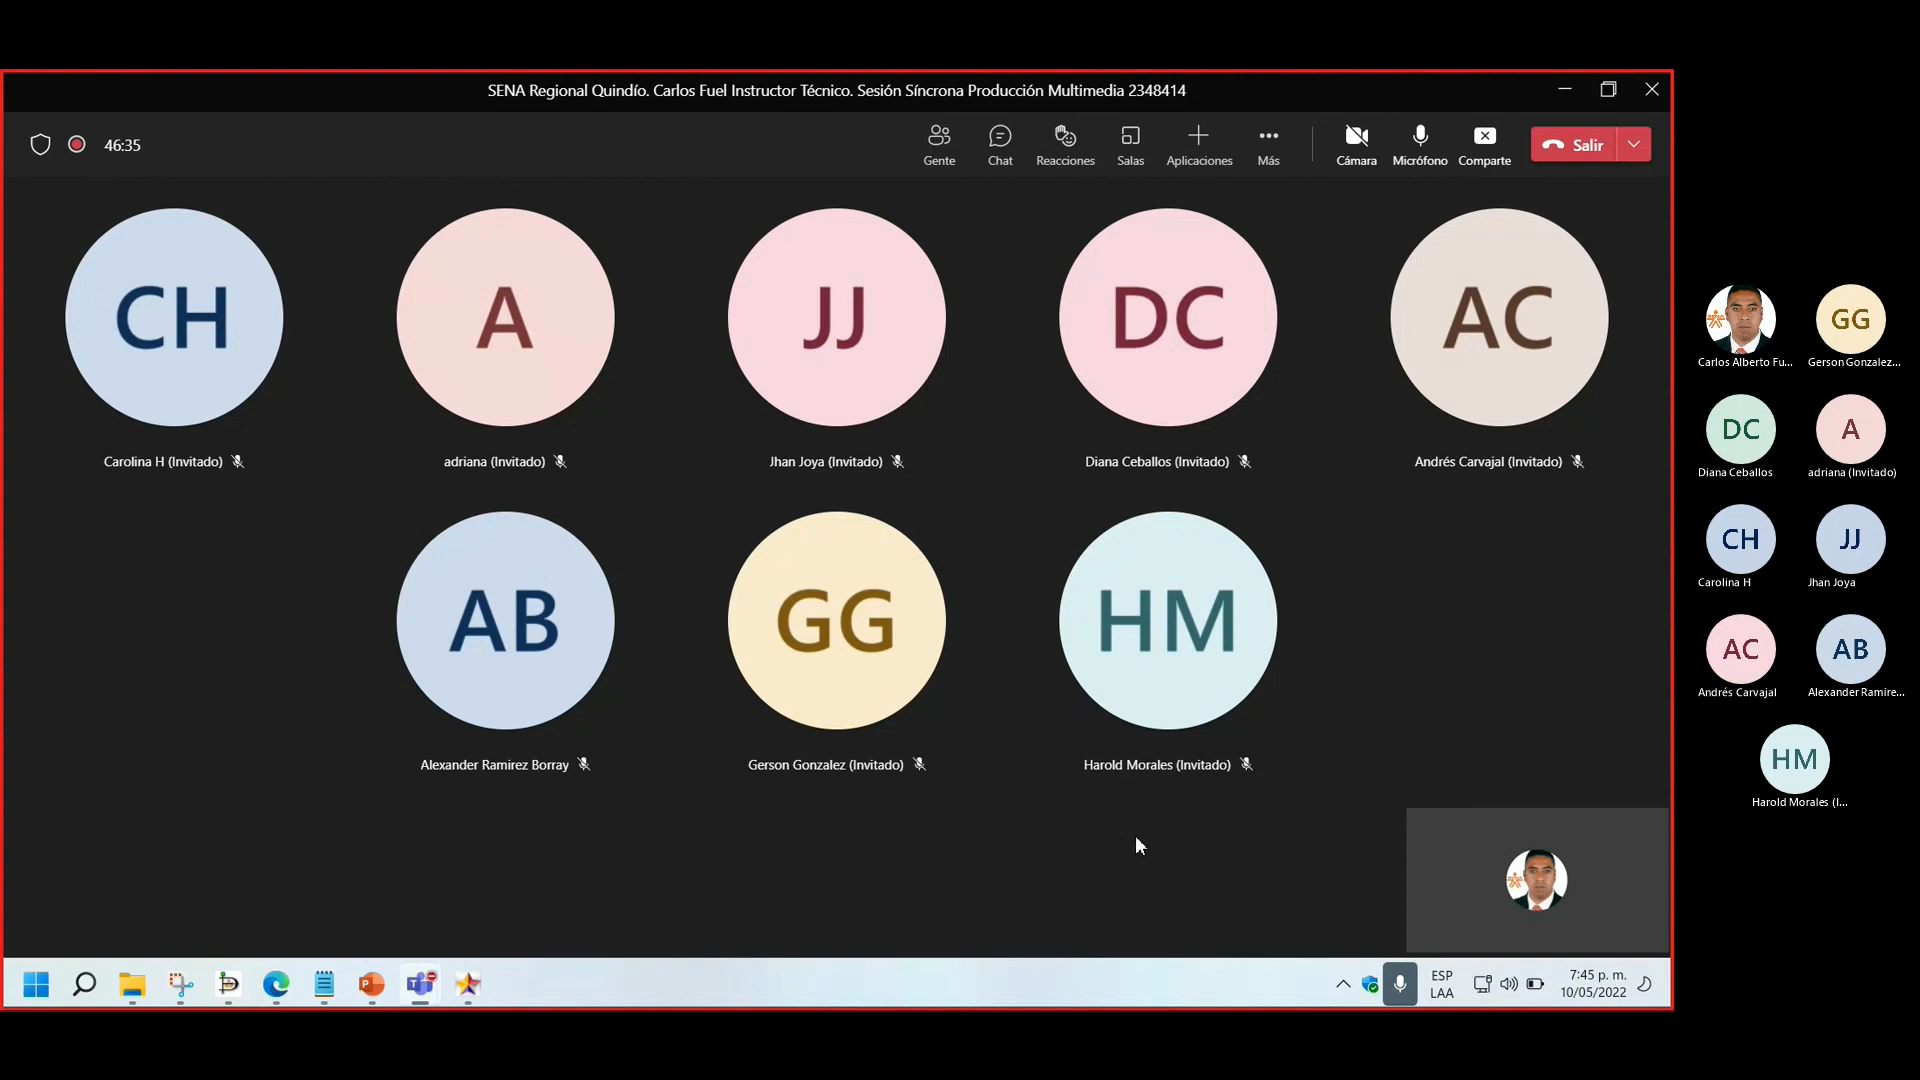 SENA Regional Quindío. Carlos Fuel Instructor Técnico. Sesión Síncrona Producción Multimedia 2348414
46:35
Gente
Chat
Reacciones
Salas
Aplicaciones
Más
Cámara
Micrófono
Comparte
Salir
CH
A
JJ
DC
AC
Carolina H (Invitado)
adriana (Invitado)
Jhan Joya (Invitado)
Diana Ceballos (Invitado)
Andrés Carvajal (Invitado)
AB
GG
HM
Alexander Ramirez Borray
Gerson Gonzalez (Invitado)
Harold Morales (Invitado)
ESP
LAA
7:45 p. m.
10/05/2022
GG
Carlos Alberto Fu...
Gerson Gonzalez...
DC
A
Diana Ceballos
adriana (Invitado)
CH
JJ
Carolina H
Jhan Joya
AC
AB
Andrés Carvajal
Alexander Ramire...
HM
Harold Morales (I...